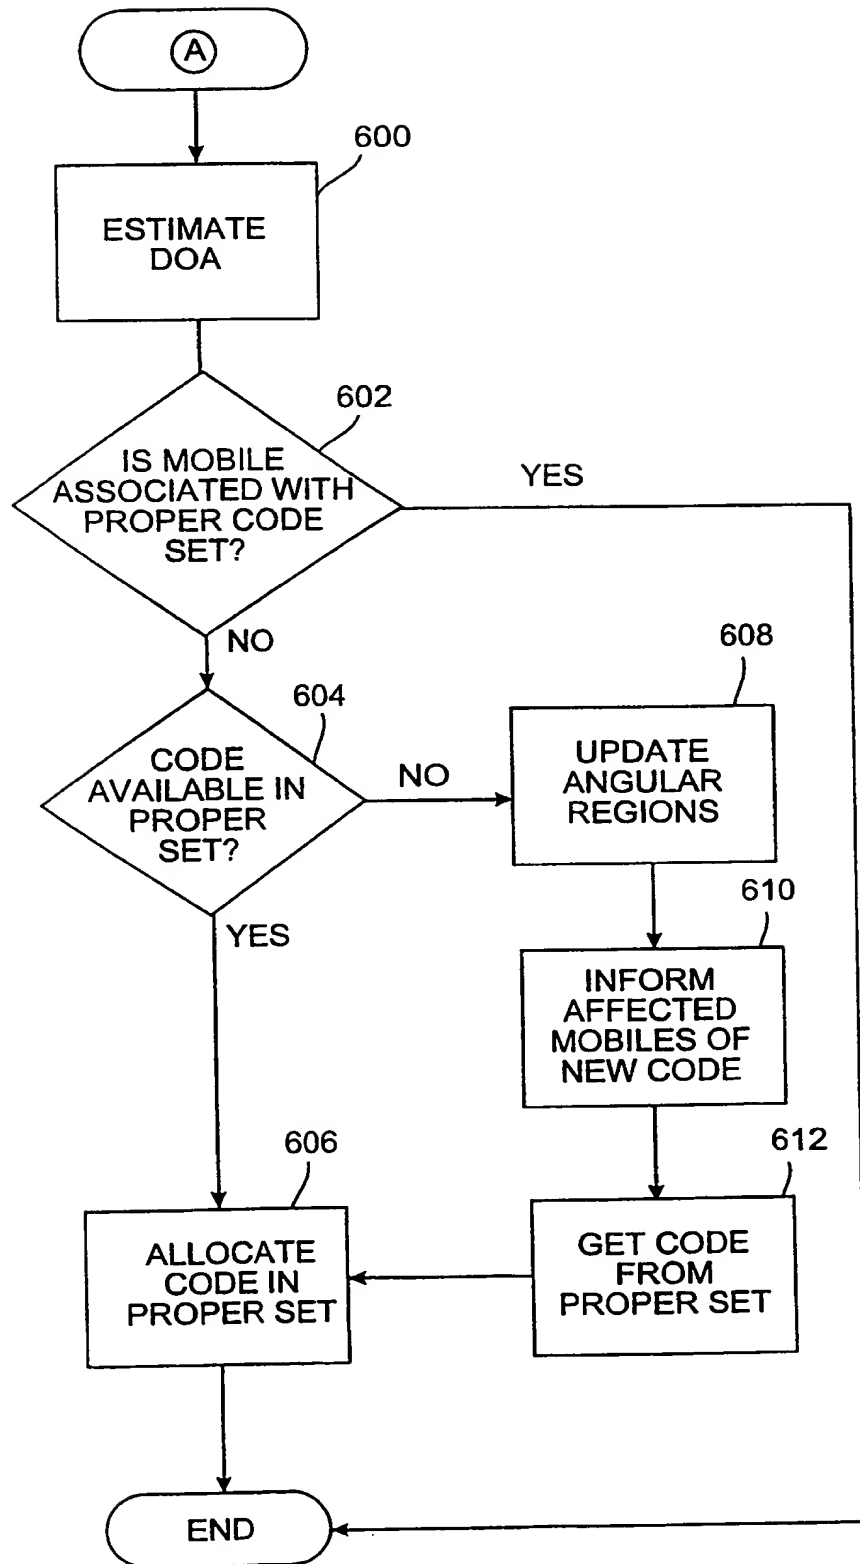 A
600
ESTIMATE
DOA
602
IS MOBILE
ASSOCIATED WITH
PROPER CODE
SET?
YES
NO
604
CODE
AVAILABLE IN
PROPER
SET?
NO
608
UPDATE
ANGULAR
REGIONS
YES
610
INFORM
AFFECTED
MOBILES OF
NEW CODE
606
ALLOCATE
CODE IN
PROPER SET
612
GET CODE
FROM
PROPER SET
END